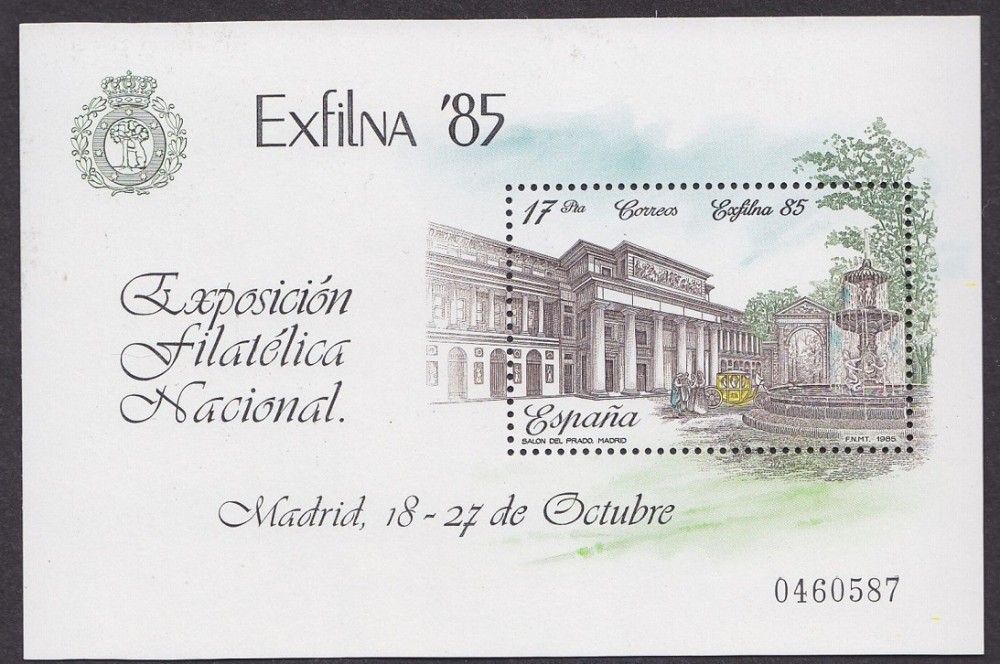 Exfilna '85
17 Pta Correos Exfilna 85
Exposición
Filatélica
Nacional.
España
SALON DEL PRADO, MADRID
F.N.M.T. 1985
Madrid, 18-27 de Octubre
0460587